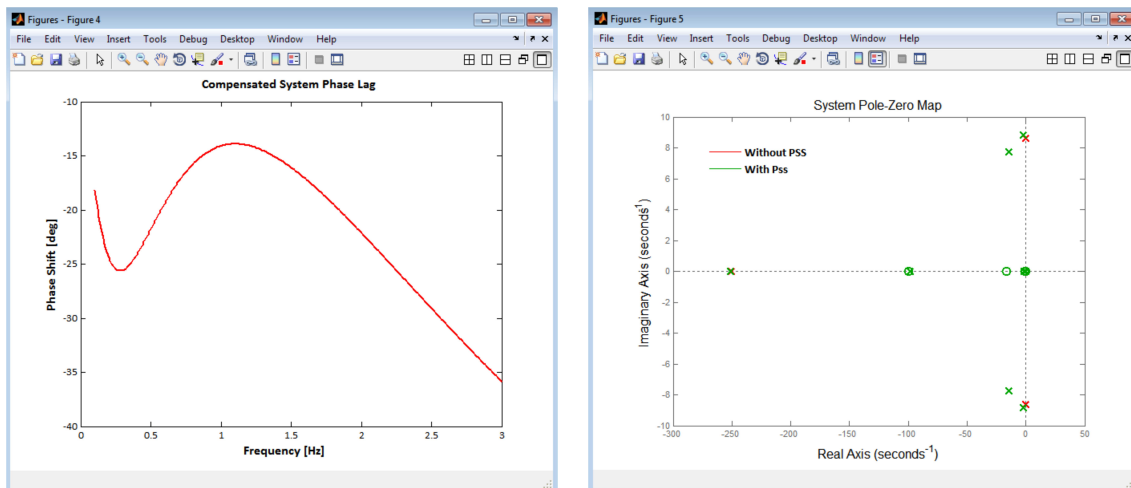 Figures - Figure 4
File Edit View Insert Tools Debug Desktop Window Help
Compensated System Phase Lag
-10
-15
-20
-25
-30
-35
-40
Phase Shift [deg]
0 0.5 1 1.5 2 2.5 3
Frequency [Hz]
Figures - Figure 5
File Edit View Insert Tools Debug Desktop Window Help
System Pole-Zero Map
Without PSS
With Pss
10
8
6
4
2
0
-2
-4
-6
-8
-10
Imaginary Axis (seconds¹)
-300 -250 -200 -150 -100 -50 0 50
Real Axis (seconds⁻¹)